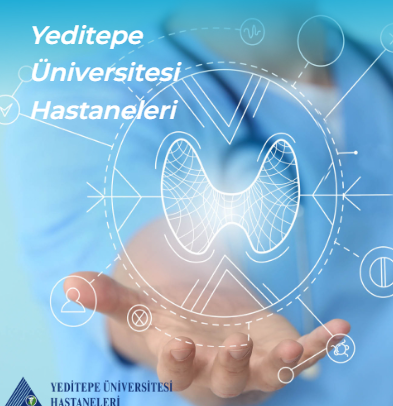 Yeditepe
Üniversitesi
Hastaneleri
YEDİTEPE ÜNİVERSİTESİ
HASTANELERİ